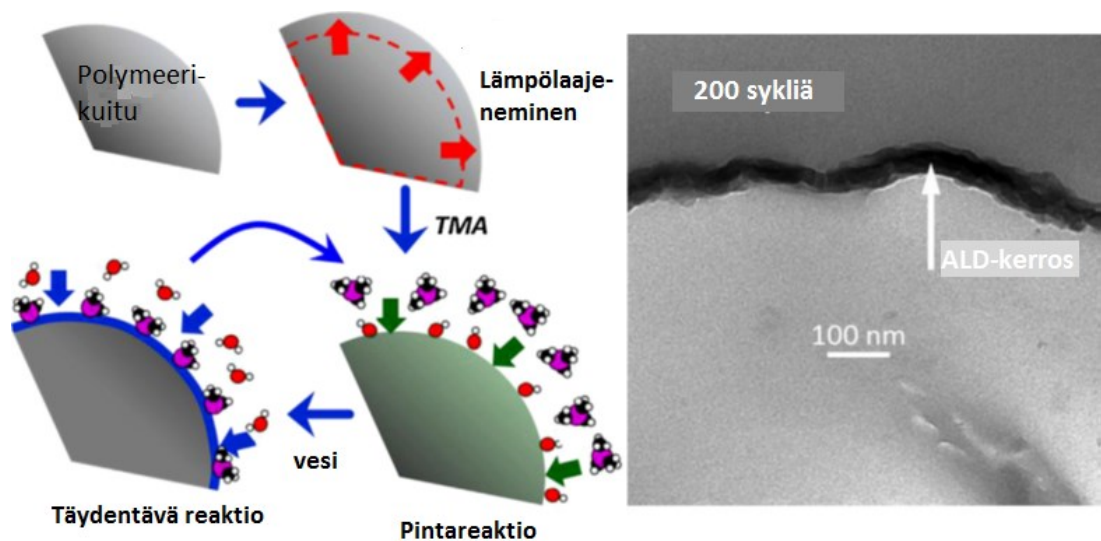 Polymeeri-
kuitu
Lämpölaaje-
neminen
TMA
vesi
Täydentävä reaktio
Pintareaktio
200 sykliä
ALD-kerros
100 nm